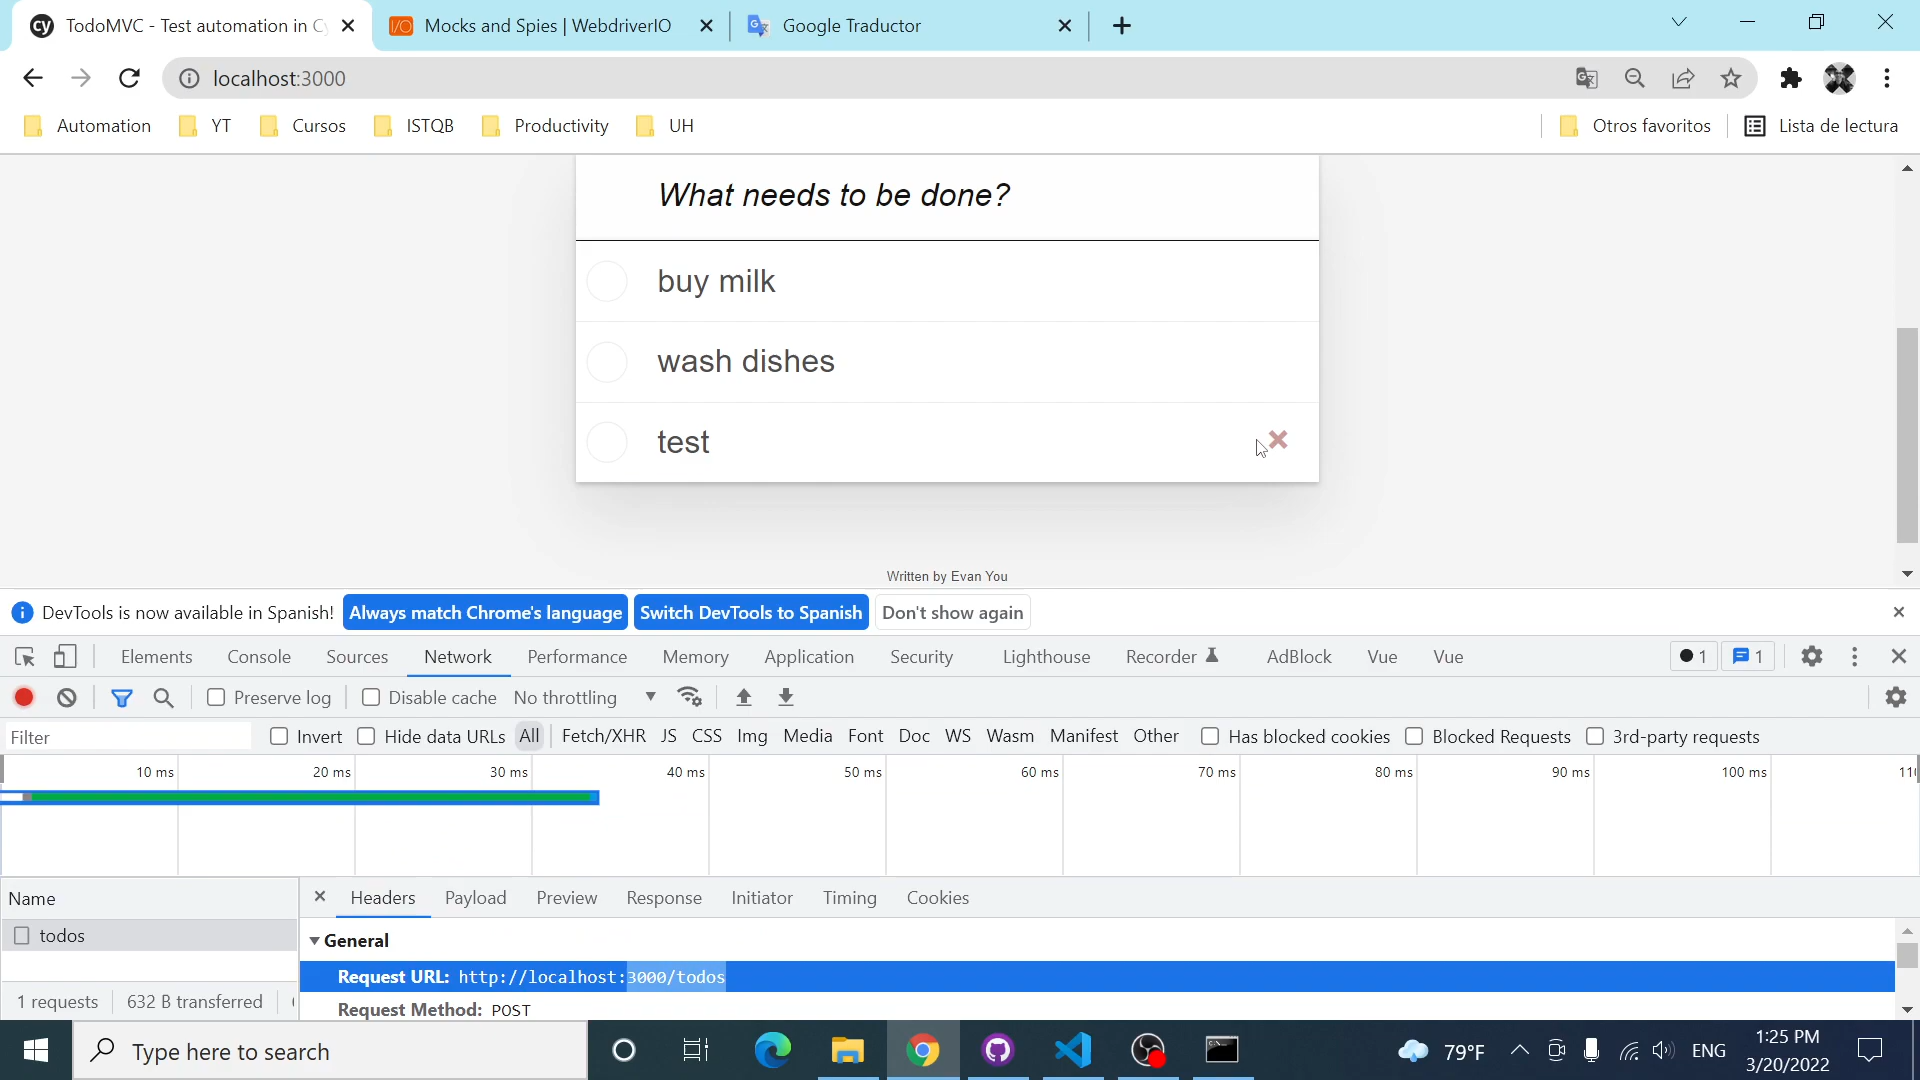 TodoMVC - Test automation in Cy
Mocks and Spies | WebdriverIO
Google Traductor
localhost:3000
Automation
YT
Cursos
ISTQB
Productivity
UH
Otros favoritos
Lista de lectura
What needs to be done?
buy milk
wash dishes
test
Written by Evan You
DevTools is now available in Spanish! Always match Chrome's language Switch DevTools to Spanish Don't show again
Elements Console Sources Network Performance Memory Application Security Lighthouse Recorder AdBlock Vue Vue 1 1
Preserve log Disable cache No throttling
Filter Invert Hide data URLs All Fetch/XHR JS CSS Img Media Font Doc WS Wasm Manifest Other Has blocked cookies Blocked Requests 3rd-party requests
10 ms 20 ms 30 ms 40 ms 50 ms 60 ms 70 ms 80 ms 90 ms 100 ms
Name
todos
1 requests 632 B transferred
Headers Payload Preview Response Initiator Timing Cookies
General
Request URL: http://localhost:3000/todos
Request Method: POST
Type here to search
79°F
ENG
1:25 PM
3/20/2022